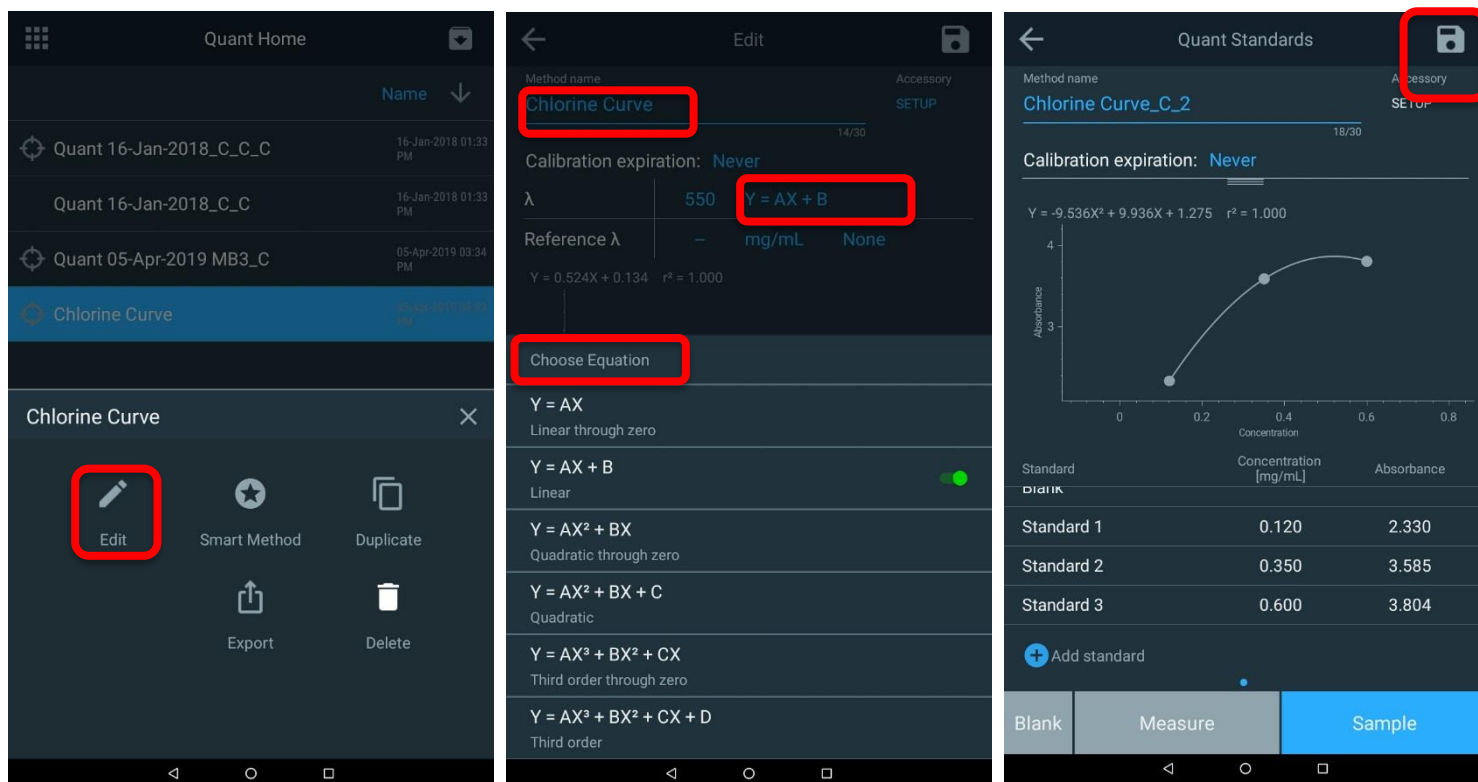 Quant Home
Name
Quant 16-Jan-2018_C_C_C
16-Jan-2018 01:33
PM
Quant 16-Jan-2018_C_C
16-Jan-2018 01:33
PM
Quant 05-Apr-2019 MB3_C
05-Apr-2019 03:34
PM
Chlorine Curve
PM
Chlorine Curve
Edit
Smart Method
Duplicate
Export
Delete
Edit
Method name
Accessory
Chlorine Curve
SETUP
14/30
Calibration expiration: Never
λ 550 Y = AX + B
Reference λ – mg/mL None
Y = 0.524X + 0.134 r² = 1.000
Choose Equation
Y = AX
Linear through zero
Y = AX + B
Linear
Y = AX² + BX
Quadratic through zero
Y = AX² + BX + C
Quadratic
Y = AX³ + BX² + CX
Third order through zero
Y = AX³ + BX² + CX + D
Third order
Quant Standards
Method name
Accessory
Chlorine Curve_C_2
SETUP
18/30
Calibration expiration: Never
Y = -9.536X² + 9.936X + 1.275 r² = 1.000
4
3
Absorbance
0 0.2 0.4 0.6 0.8
Concentration
Standard
Concentration
[mg/mL]
Absorbance
Blank
Standard 1 0.120 2.330
Standard 2 0.350 3.585
Standard 3 0.600 3.804
Add standard
Blank
Measure
Sample